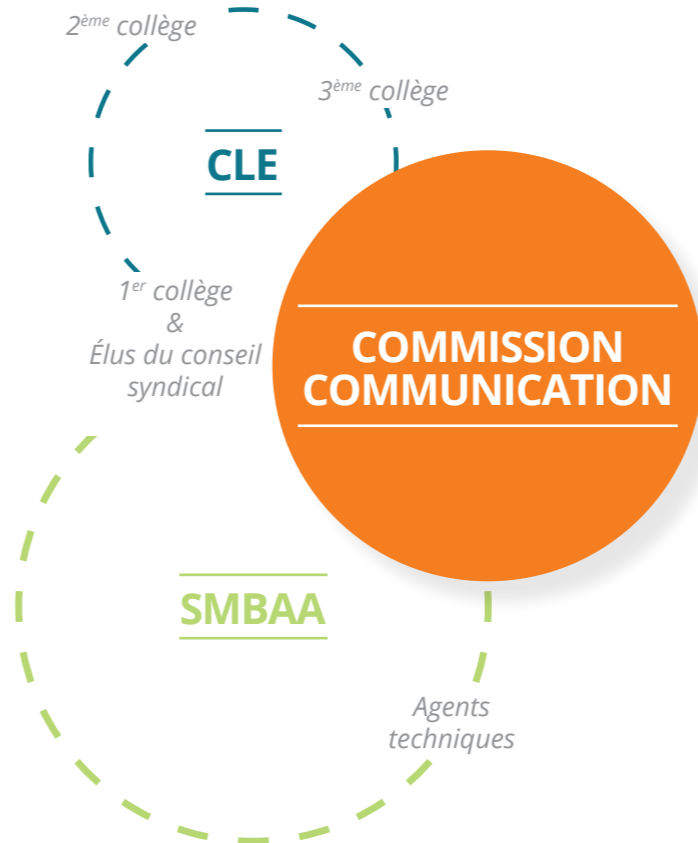 2ème collège
3ème collège
CLE
1er collège
&
Élus du conseil
syndical
COMMISSION
COMMUNICATION
SMBAA
Agents
techniques